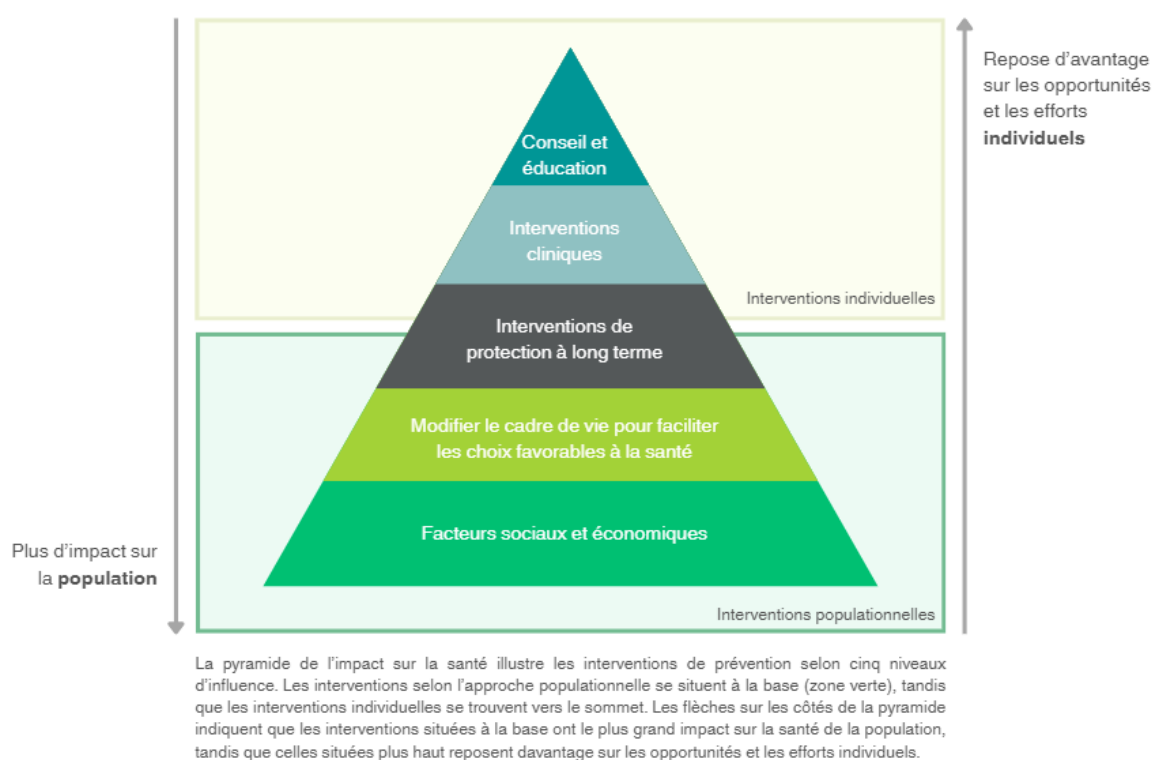 Repose d'avantage
sur les opportunités
et les efforts
individuels
Conseil et
éducation
Interventions
cliniques
Interventions individuelles
Interventions de
protection à long terme
Modifier le cadre de vie pour faciliter
les choix favorables à la santé
Facteurs sociaux et économiques
Plus d'impact sur
la population
Interventions populationnelles
La pyramide de l'impact sur la santé illustre les interventions de prévention selon cinq niveaux
d'influence. Les interventions selon l'approche populationnelle se situent à la base (zone verte), tandis
que les interventions individuelles se trouvent vers le sommet. Les flèches sur les côtés de la pyramide
indiquent que les interventions situées à la base ont le plus grand impact sur la santé de la population,
tandis que celles situées plus haut reposent davantage sur les opportunités et les efforts individuels.